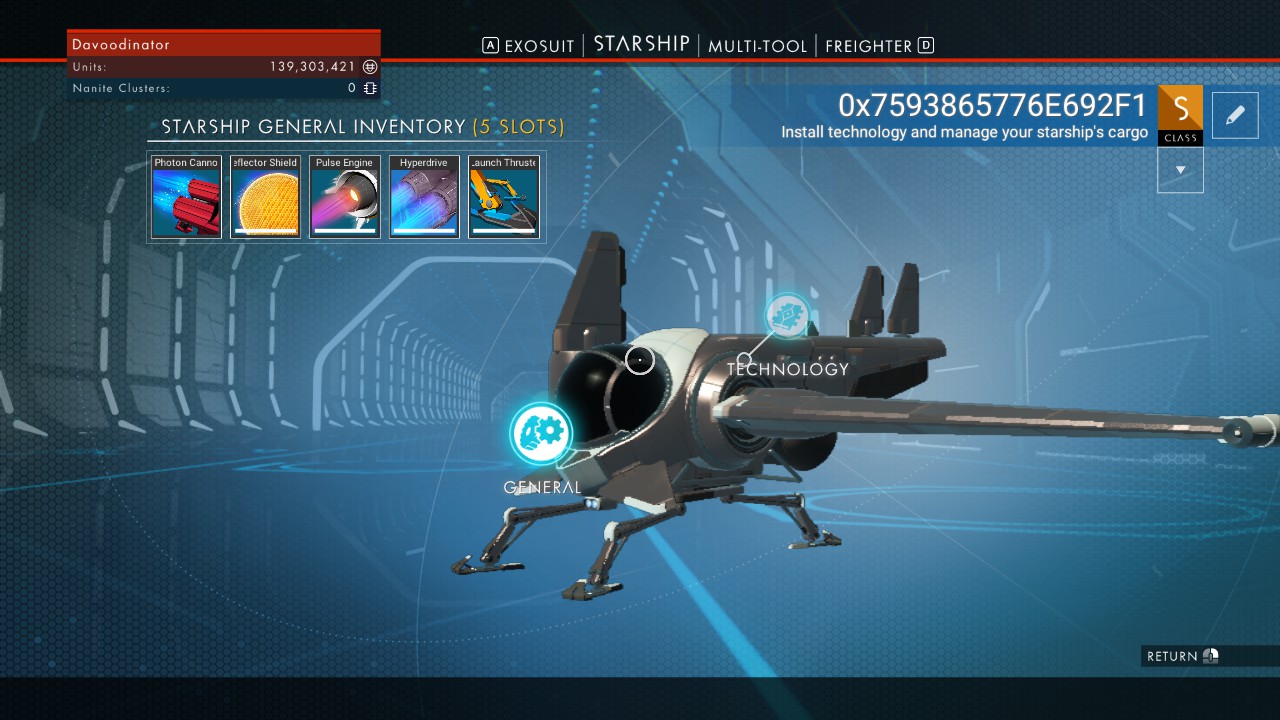 Davoodinator
Units: 139,303,421
Nanite Clusters: 0
A EXOSUIT STARSHIP MULTI-TOOL FREIGHTER D
0x7593865776E692F1
Install technology and manage your starship's cargo
S
CLASS
STARSHIP GENERAL INVENTORY (5 SLOTS)
Photon Canno eflector Shield Pulse Engine Hyperdrive aunch Thruste
TECHNOLOGY
GENERAL
RETURN